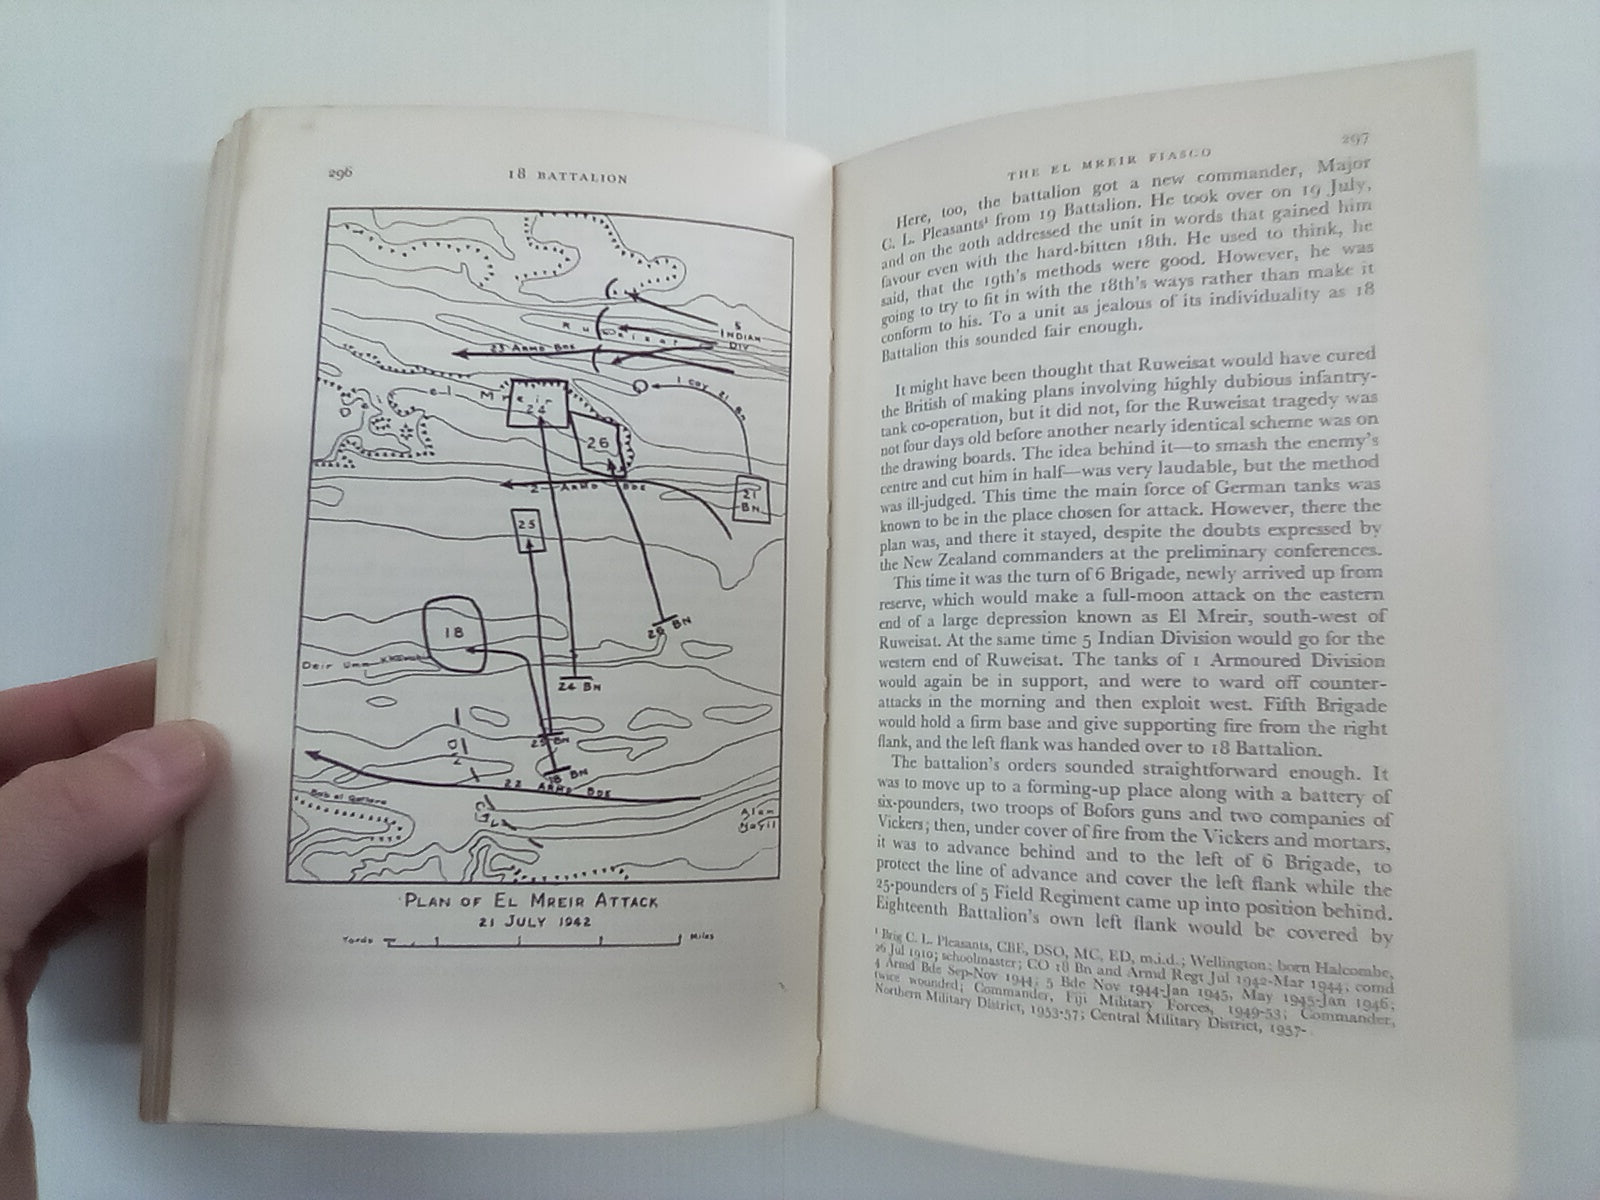 296
18 BATTALION
5
INDIAN
DIV
Ruweisat
23 ARMD BDE
1 COY 21 BN
el Mreir
24
26
2 ARMD BDE
21
BN
25
18
26 BN
Deir Umm Khawabir
24 BN
25 BN
18 BN
22 ARMD BDE
Bab el Qattara
Alam
Nayil
PLAN OF EL MREIR ATTACK
21 JULY 1942
Yards
Miles
THE EL MREIR FIASCO
297
Here, too, the battalion got a new commander, Major
C. L. Pleasants¹ from 19 Battalion. He took over on 19 July,
and on the 20th addressed the unit in words that gained him
favour even with the hard-bitten 18th. He used to think, he
said, that the 19th's methods were good. However, he was
going to try to fit in with the 18th's ways rather than make it
conform to his. To a unit as jealous of its individuality as 18
Battalion this sounded fair enough.
It might have been thought that Ruweisat would have cured
the British of making plans involving highly dubious infantry-
tank co-operation, but it did not, for the Ruweisat tragedy was
not four days old before another nearly identical scheme was on
the drawing boards. The idea behind it—to smash the enemy's
centre and cut him in half—was very laudable, but the method
was ill-judged. This time the main force of German tanks was
known to be in the place chosen for attack. However, there the
plan was, and there it stayed, despite the doubts expressed by
the New Zealand commanders at the preliminary conferences.
This time it was the turn of 6 Brigade, newly arrived up from
reserve, which would make a full-moon attack on the eastern
end of a large depression known as El Mreir, south-west of
Ruweisat. At the same time 5 Indian Division would go for the
western end of Ruweisat. The tanks of 1 Armoured Division
would again be in support, and were to ward off counter-
attacks in the morning and then exploit west. Fifth Brigade
would hold a firm base and give supporting fire from the right
flank, and the left flank was handed over to 18 Battalion.
The battalion's orders sounded straightforward enough. It
was to move up to a forming-up place along with a battery of
six-pounders, two troops of Bofors guns and two companies of
Vickers; then, under cover of fire from the Vickers and mortars,
it was to advance behind and to the left of 6 Brigade, to
protect the line of advance and cover the left flank while the
25-pounders of 5 Field Regiment came up into position behind.
Eighteenth Battalion's own left flank would be covered by
¹ Brig C. L. Pleasants, CBE, DSO, MC, ED, m.i.d.; Wellington; born Halcombe,
26 Jul 1910; schoolmaster; CO 18 Bn and Armd Regt Jul 1942-Mar 1944; comd
4 Armd Bde Sep-Nov 1944; 5 Bde Nov 1944-Jan 1945, May 1945-Jan 1946;
twice wounded; Commander, Fiji Military Forces, 1949-53; Commander,
Northern Military District, 1953-57; Central Military District, 1957- .